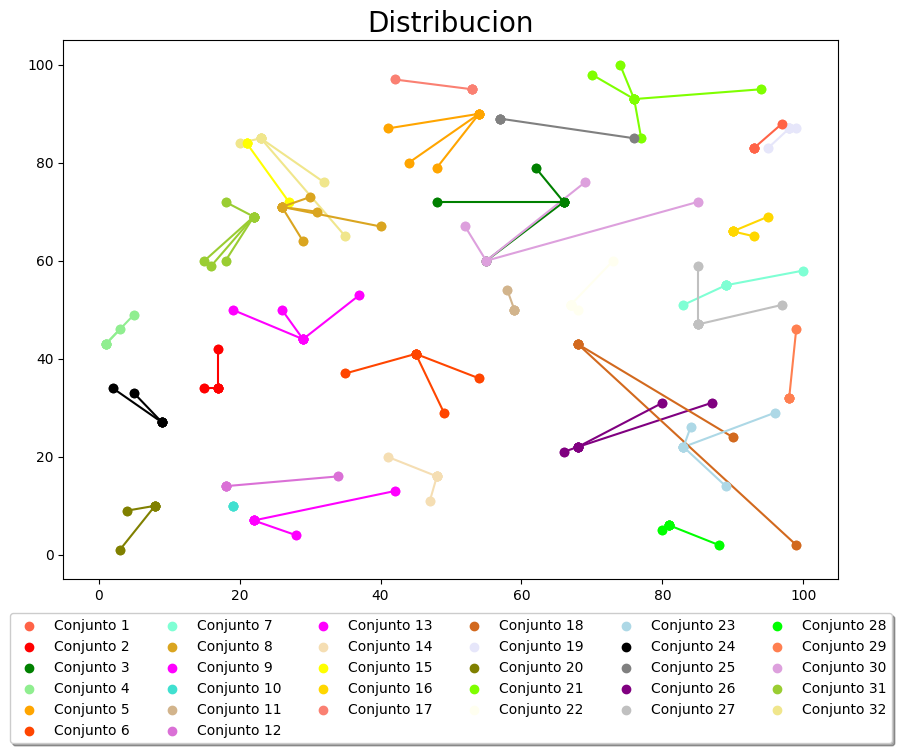 Distribucion
100
80
60
40
20
0
0 20 40 60 80 100
Conjunto 1 Conjunto 7 Conjunto 13 Conjunto 18 Conjunto 23 Conjunto 28
Conjunto 2 Conjunto 8 Conjunto 14 Conjunto 19 Conjunto 24 Conjunto 29
Conjunto 3 Conjunto 9 Conjunto 15 Conjunto 20 Conjunto 25 Conjunto 30
Conjunto 4 Conjunto 10 Conjunto 16 Conjunto 21 Conjunto 26 Conjunto 31
Conjunto 5 Conjunto 11 Conjunto 17 Conjunto 22 Conjunto 27 Conjunto 32
Conjunto 6 Conjunto 12